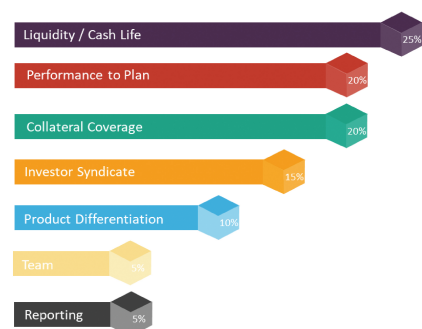 Liquidity / Cash Life 25%
Performance to Plan 20%
Collateral Coverage 20%
Investor Syndicate 15%
Product Differentiation 10%
Team 5%
Reporting 5%